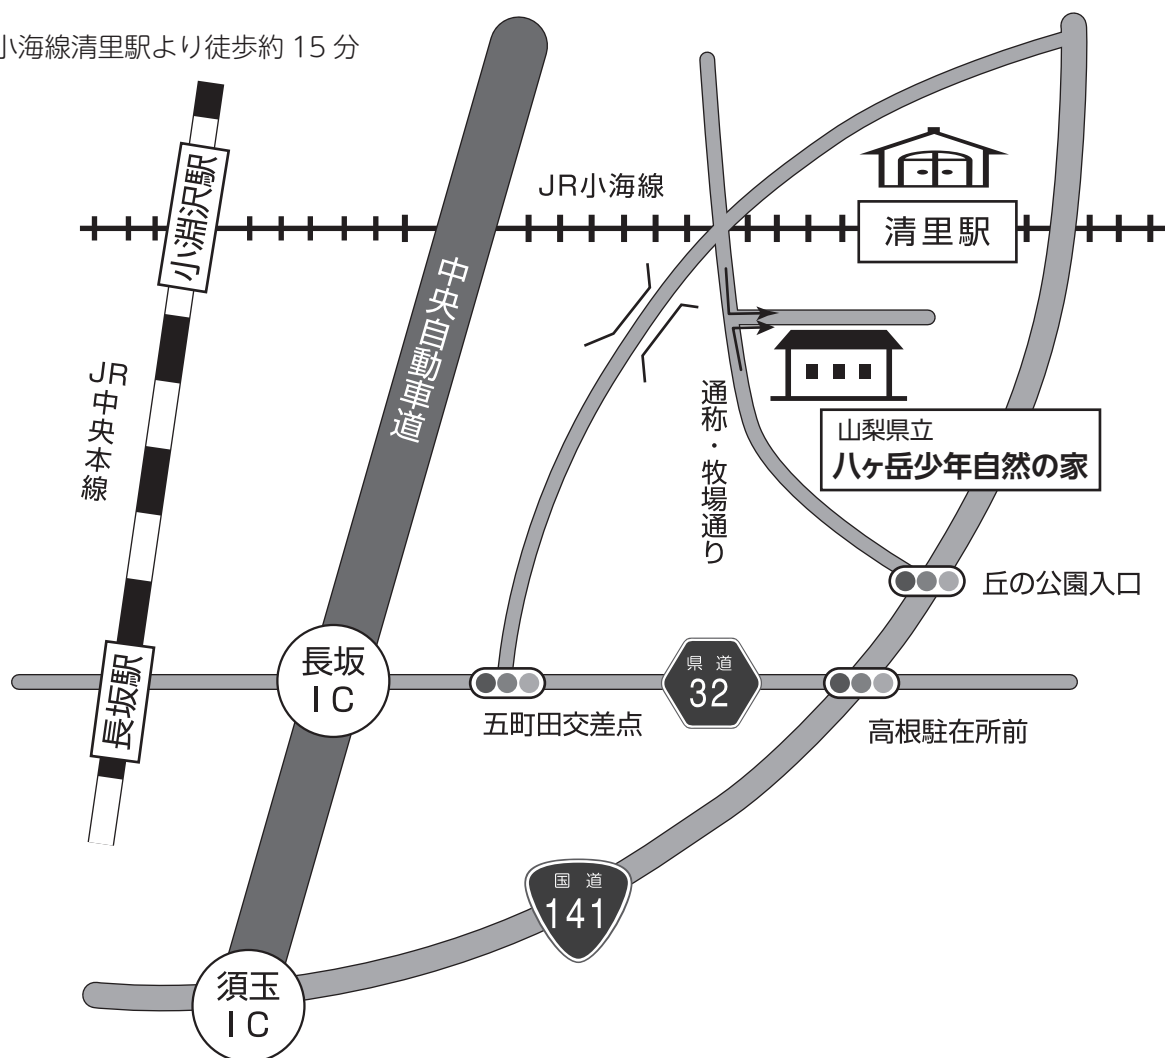 小海線清里駅より徒歩約 15 分
小淵沢駅
JR小海線
清里駅
中央自動車道
JR中央本線
通称・牧場通り
山梨県立
八ヶ岳少年自然の家
丘の公園入口
長坂駅
長坂
IC
五町田交差点
県道
32
高根駐在所前
国道
141
須玉
IC